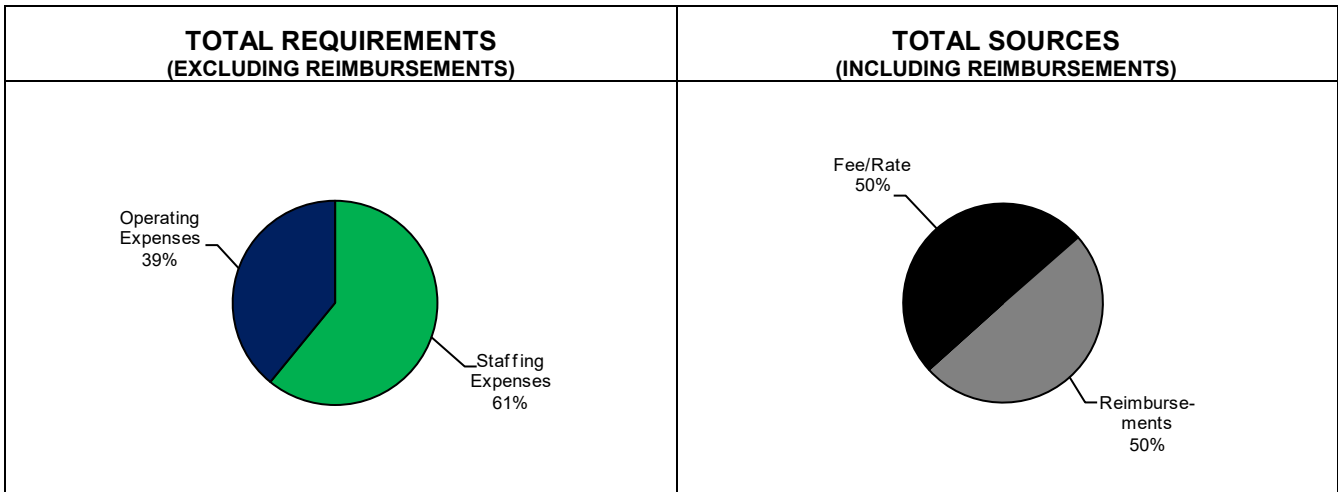 TOTAL REQUIREMENTS
(EXCLUDING REIMBURSEMENTS)
Operating
Expenses
39%
Staffing
Expenses
61%
TOTAL SOURCES
(INCLUDING REIMBURSEMENTS)
Fee/Rate
50%
Reimburse-
ments
50%